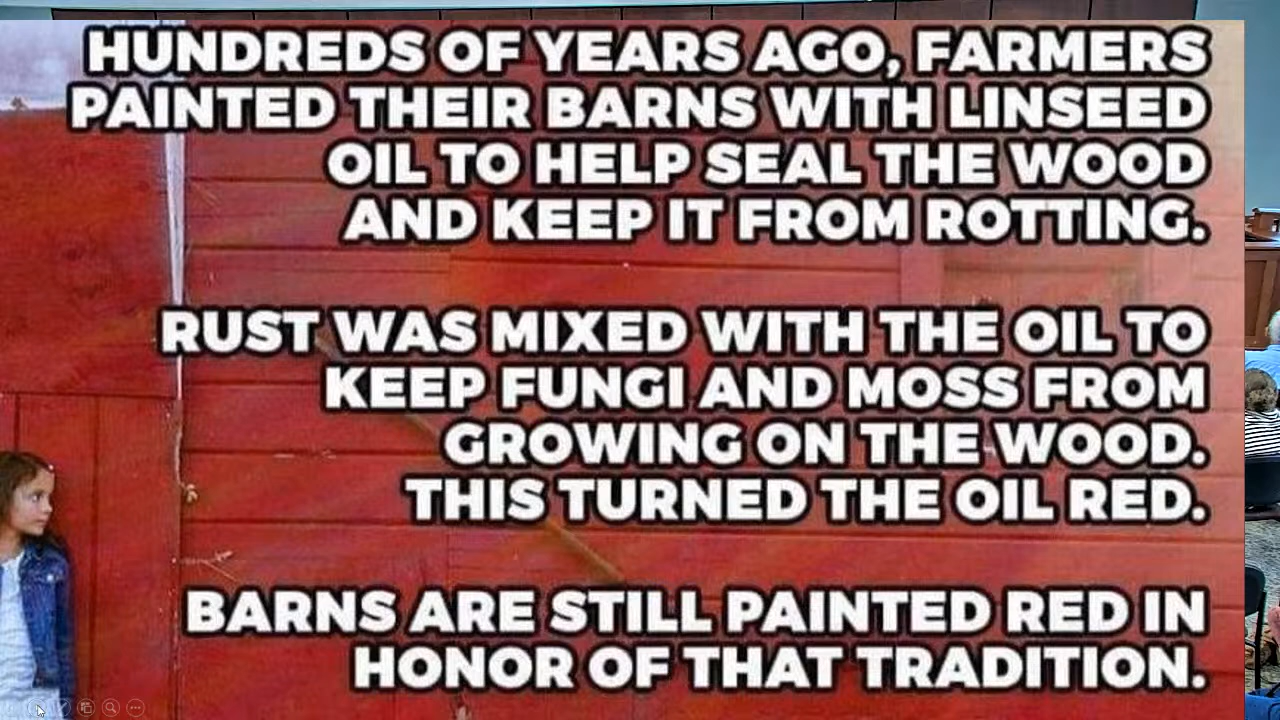 HUNDREDS OF YEARS AGO, FARMERS
PAINTED THEIR BARNS WITH LINSEED
OIL TO HELP SEAL THE WOOD
AND KEEP IT FROM ROTTING.
RUST WAS MIXED WITH THE OIL TO
KEEP FUNGI AND MOSS FROM
GROWING ON THE WOOD.
THIS TURNED THE OIL RED.
BARNS ARE STILL PAINTED RED IN
HONOR OF THAT TRADITION.